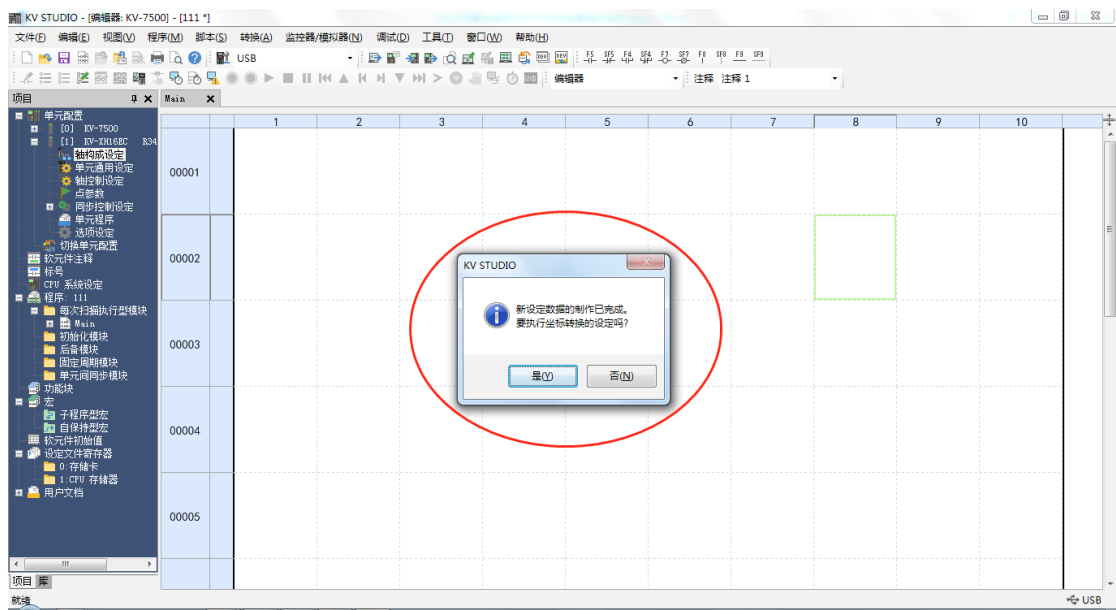 KV STUDIO - [编辑器: KV-7500] - [111 *]
文件(F) 编辑(E) 视图(V) 程序(M) 脚本(S) 转换(A) 监控器/模拟器(N) 调试(D) 工具(T) 窗口(W) 帮助(H)
USB
F5 SF5 F4 SF4 F7 SF7 F8 SF8 F9 SF9
编辑器 注释 注释 1
项目 Main
1 2 3 4 5 6 7 8 9 10
单元配置
[0] KV-7500
[1] KV-XH16EC R34
轴构成设定
单元通用设定
轴控制设定
点参数
同步控制设定
单元程序
选项设定
切换单元配置
软元件注释
标号
CPU 系统设定
程序: 111
每次扫描执行型模块
Main
初始化模块
后备模块
固定周期模块
单元间同步模块
功能块
宏
子程序型宏
自保持型宏
软元件初始值
设定文件寄存器
0:存储卡
1:CPU 存储器
用户文档
00001
00002
00003
00004
00005
KV STUDIO
新设定数据的制作已完成。
要执行坐标转换的设定吗?
是(Y) 否(N)
项目 库
就绪 USB